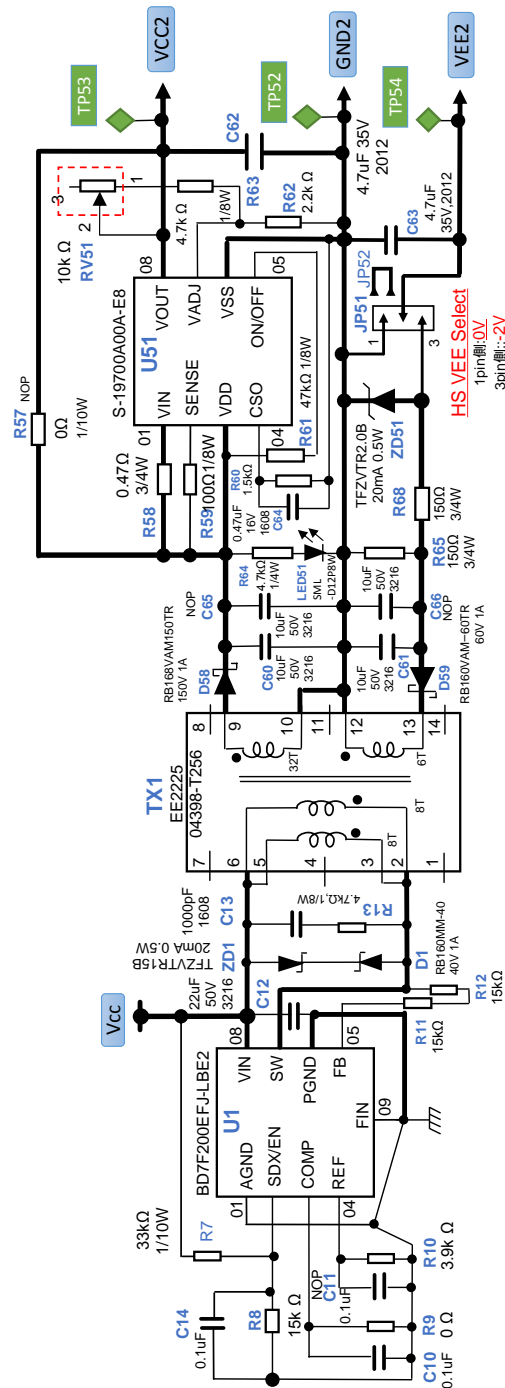 Vcc
33kΩ
1/10W
R7
C14
0.1uF
R8
15k Ω
BD7F200EFJ-LBE2
U1
01
AGND
SDX/EN
COMP
REF
04
08
VIN
SW
PGND
FB
05
FIN
09
NOP
C11
0.1uF
C10
0.1uF
R9
0 Ω
R10
3.9k Ω
22uF
50V
3216
C12
R11
15kΩ
R12
15kΩ
TFZVTR15B
20mA 0.5W
ZD1
D1
RB160MM-40
40V 1A
1000pF
1608
C13
4.7kΩ,1/8W
R13
TX1
EE2225
04398-T256
7
6
5
4
3
2
1
8
9
10
11
12
13
14
8T
8T
32T
6T
RB168VAM150TR
150V 1A
D58
D59
RB160VAM-60TR
60V 1A
C60
10uF
50V
3216
C61
10uF
50V
3216
C65
NOP
10uF
50V
3216
C66
NOP
10uF
50V
3216
R64
4.7kΩ
1/4W
LED51
SML
-D12P8W
R65
150Ω
3/4W
R68
150Ω
3/4W
R57
NOP
0Ω
1/10W
0.47Ω
3/4W
R58
R59
100Ω1/8W
0.47uF
16V
1608
C64
R60
1.5kΩ
R61
47kΩ 1/8W
S-19700A00A-E8
U51
01
VIN
SENSE
VDD
CSO
04
08
VOUT
VADJ
VSS
ON/OFF
05
10k Ω
RV51
3
2
1
4.7k Ω
R63
1/8W
R62
2.2k Ω
C62
4.7uF 35V
2012
C63
4.7uF
35V,2012
TFZVTR2.0B
20mA 0.5W
ZD51
JP51
JP52
1
3
HS VEE Select
1pin側:0V
3pin側:-2V
TP53
VCC2
TP52
GND2
TP54
VEE2